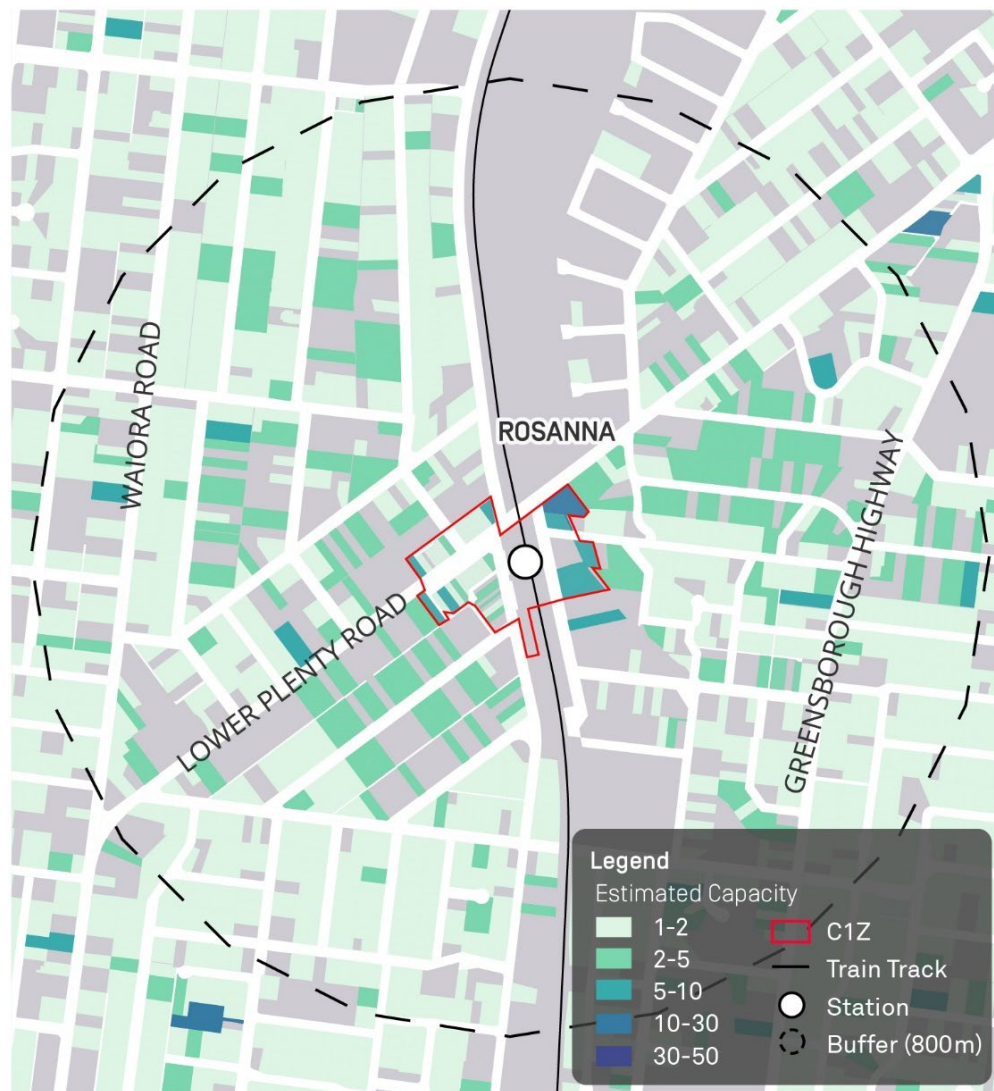 ROSANNA
WAIORA ROAD
LOWER PLENTY ROAD
GREENSBOROUGH HIGHWAY
Legend
Estimated Capacity
1-2
2-5
5-10
10-30
30-50
C1Z
Train Track
Station
Buffer (800m)